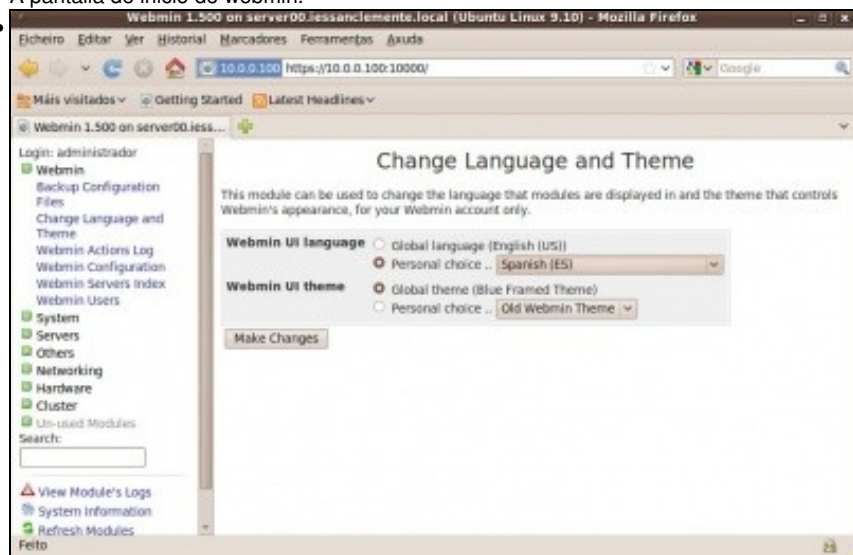 A pantalla de inicio de webmin.
Webmin 1.500 on server00.iessanclemente.local (Ubuntu Linux 9.10) - Mozilla Firefox
Eicheiro Editar Ver Historial Marcadores Ferramentas Axuda
10.0.0.100 https://10.0.0.100:10000/
Google
Máis visitados Getting Started Latest Headlines
Webmin 1.500 on server00.iess...
Login: administrador
Webmin
Backup Configuration
Files
Change Language and
Theme
Webmin Actions Log
Webmin Configuration
Webmin Servers Index
Webmin Users
System
Servers
Others
Networking
Hardware
Cluster
Un-used Modules
Search:
View Module's Logs
System Information
Refresh Modules
Change Language and Theme
This module can be used to change the language that modules are displayed in and the theme that controls
Webmin's appearance, for your Webmin account only.
Webmin UI language Global language (English (US))
Personal choice .. Spanish (ES)
Webmin UI theme Global theme (Blue Framed Theme)
Personal choice .. Old Webmin Theme
Make Changes
Feito